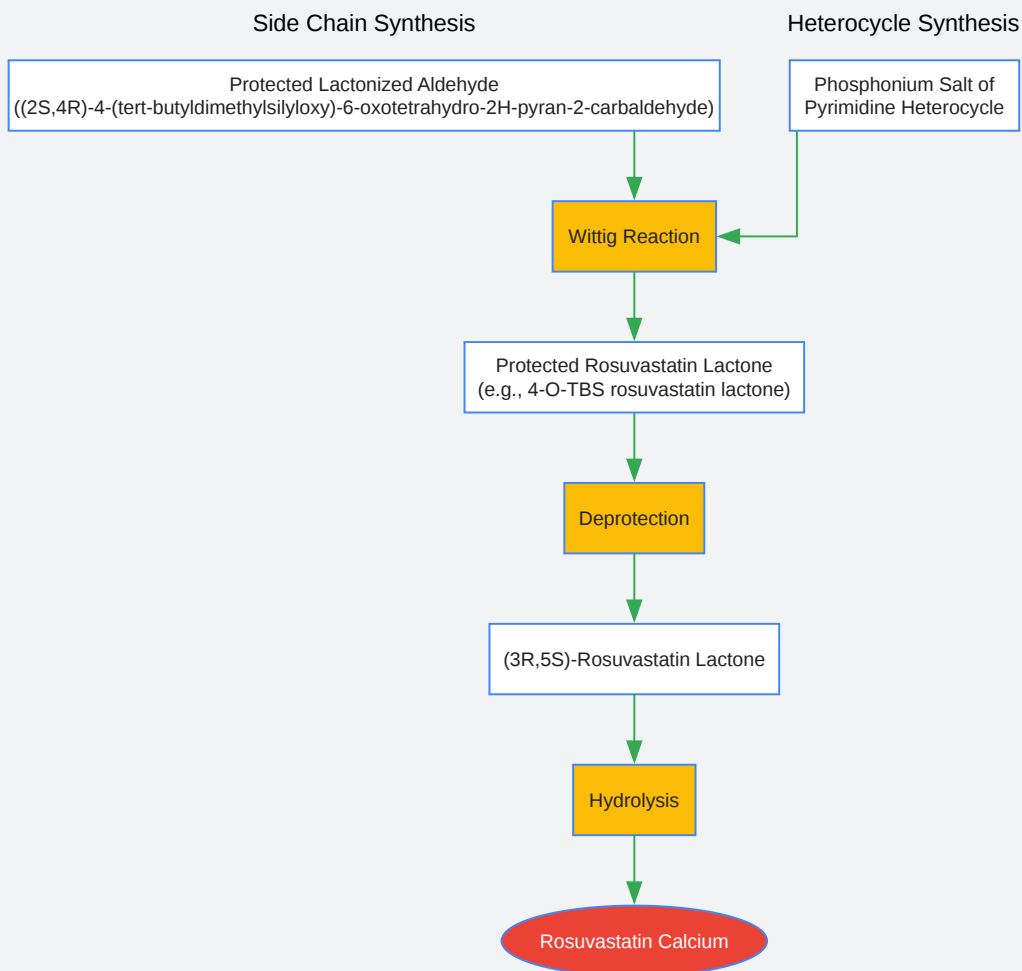 Side Chain Synthesis
Heterocycle Synthesis
Protected Lactonized Aldehyde
((2S,4R)-4-(tert-butyldimethylsilyloxy)-6-oxotetrahydro-2H-pyran-2-carbaldehyde)
Phosphonium Salt of
Pyrimidine Heterocycle
Wittig Reaction
Protected Rosuvastatin Lactone
(e.g., 4-O-TBS rosuvastatin lactone)
Deprotection
(3R,5S)-Rosuvastatin Lactone
Hydrolysis
Rosuvastatin Calcium